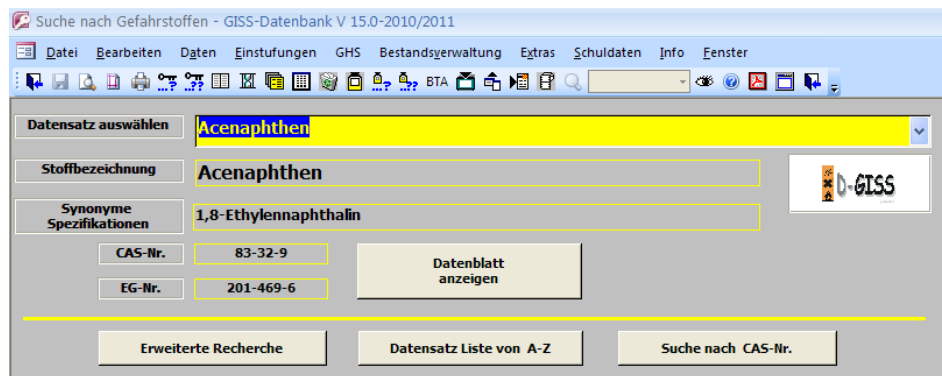 Suche nach Gefahrstoffen - GISS-Datenbank V 15.0-2010/2011
Datei Bearbeiten Daten Einstufungen GHS Bestandsverwaltung Extras Schuldaten Info Fenster
BTA
Datensatz auswählen Acenaphthen
Stoffbezeichnung Acenaphthen
D-GISS
Synonyme
Spezifikationen
1,8-Ethylennaphthalin
CAS-Nr. 83-32-9
Datenblatt
anzeigen
EG-Nr. 201-469-6
Erweiterte Recherche Datensatz Liste von A-Z Suche nach CAS-Nr.